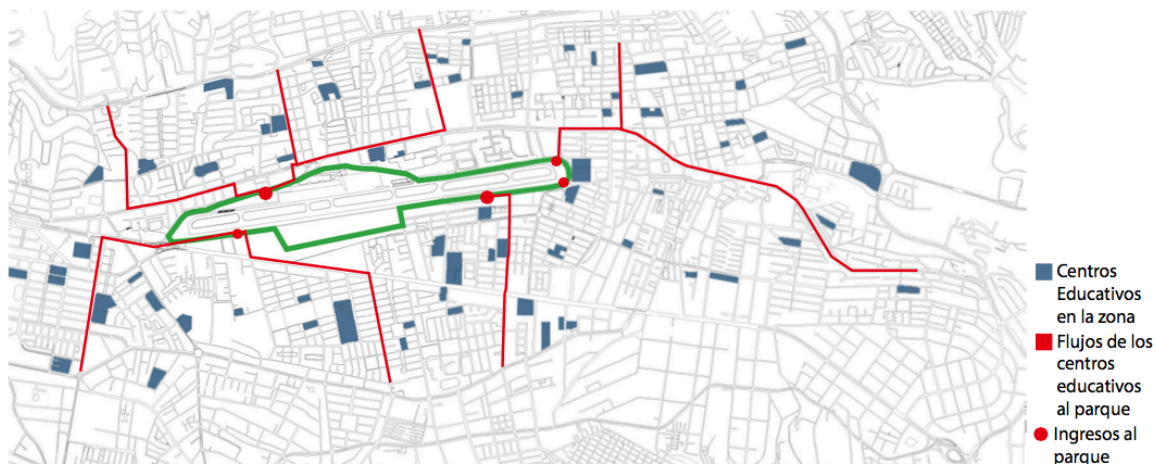 Centros
Educativos
en la zona
Flujos de los
centros
educativos
al parque
Ingresos al
parque